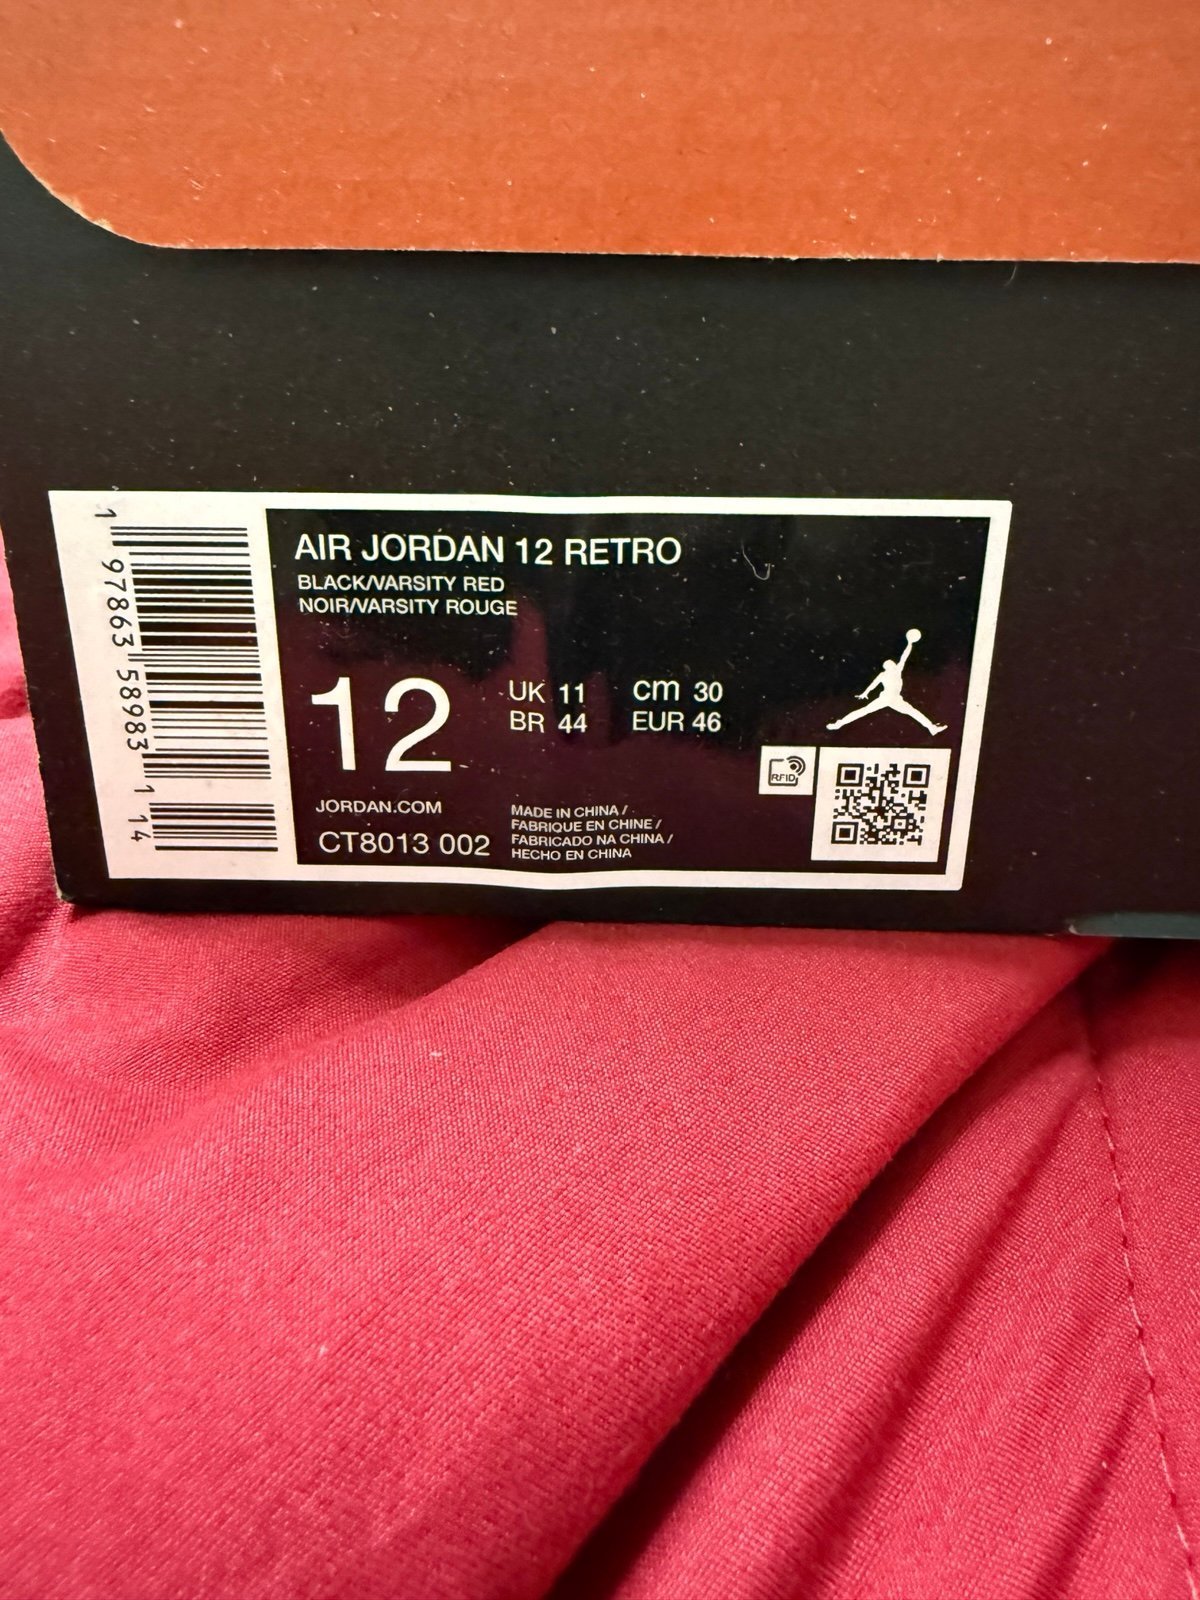 AIR JORDAN 12 RETRO
BLACK/VARSITY RED
NOIR/VARSITY ROUGE
12
UK 11 cm 30
BR 44 EUR 46
RFID
JORDAN.COM
CT8013 002
MADE IN CHINA /
FABRIQUE EN CHINE /
FABRICADO NA CHINA /
HECHO EN CHINA
1 97863 58983 1 14